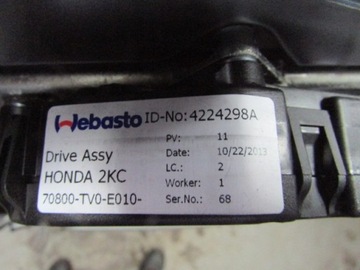 Webasto ID-No:4224298A
PV: 11
Drive Assy Date: 10/22/2013
HONDA 2KC LC.: 2
Worker: 1
70800-TV0-E010- Ser.No.: 68